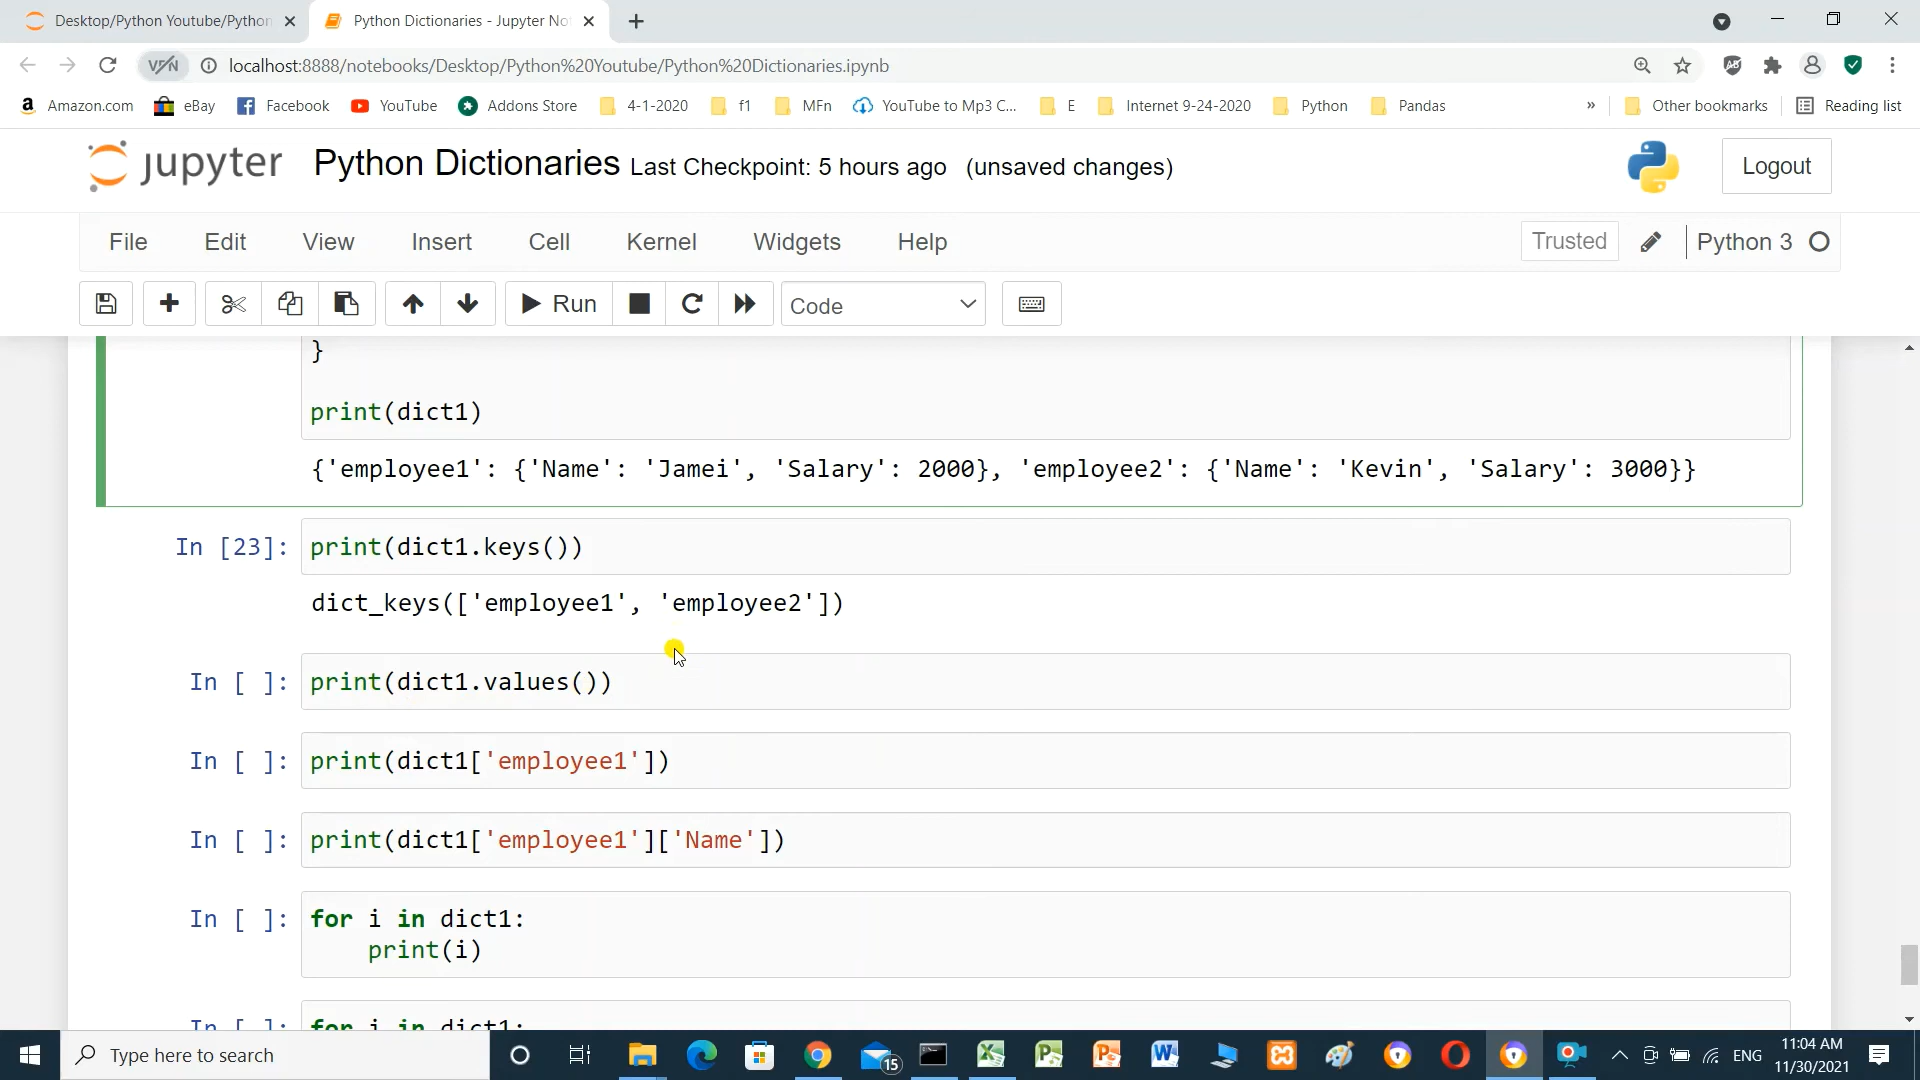 Desktop/Python Youtube/Python
Python Dictionaries - Jupyter No
VPN
localhost:8888/notebooks/Desktop/Python%20Youtube/Python%20Dictionaries.ipynb
Amazon.com eBay Facebook YouTube Addons Store 4-1-2020 f1 MFn YouTube to Mp3 C... E Internet 9-24-2020 Python Pandas » Other bookmarks Reading list
jupyter Python Dictionaries Last Checkpoint: 5 hours ago (unsaved changes) Logout
File Edit View Insert Cell Kernel Widgets Help Trusted Python 3
Run Code
}
print(dict1)
{'employee1': {'Name': 'Jamei', 'Salary': 2000}, 'employee2': {'Name': 'Kevin', 'Salary': 3000}}
In [23]: print(dict1.keys())
dict_keys(['employee1', 'employee2'])
In [ ]: print(dict1.values())
In [ ]: print(dict1['employee1'])
In [ ]: print(dict1['employee1']['Name'])
In [ ]: for i in dict1:
print(i)
In [ ]: for i in dict1:
Type here to search 15 ENG 11:04 AM
11/30/2021